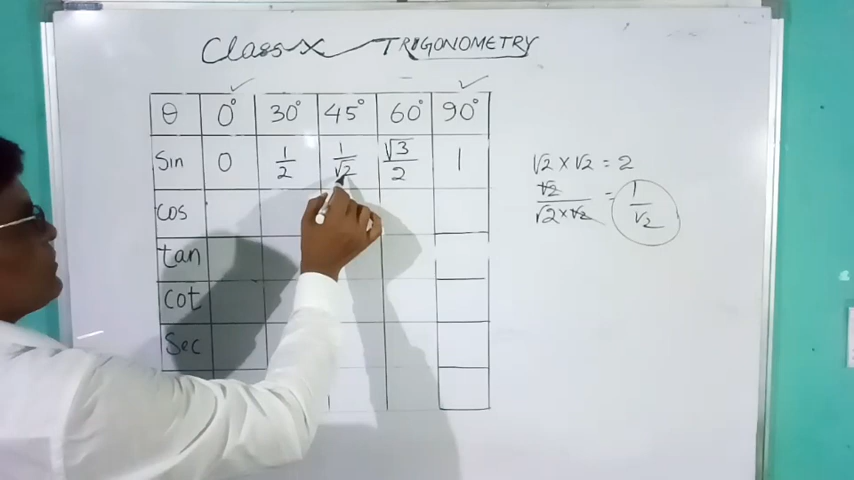 Class X TRIGONOMETRY
θ 0° 30° 45° 60° 90°
Sin 0 1/2 1/√2 √3/2 1
cos
tan
cot
Sec
√2 × √2 = 2
√2/(√2 × √2) = 1/√2